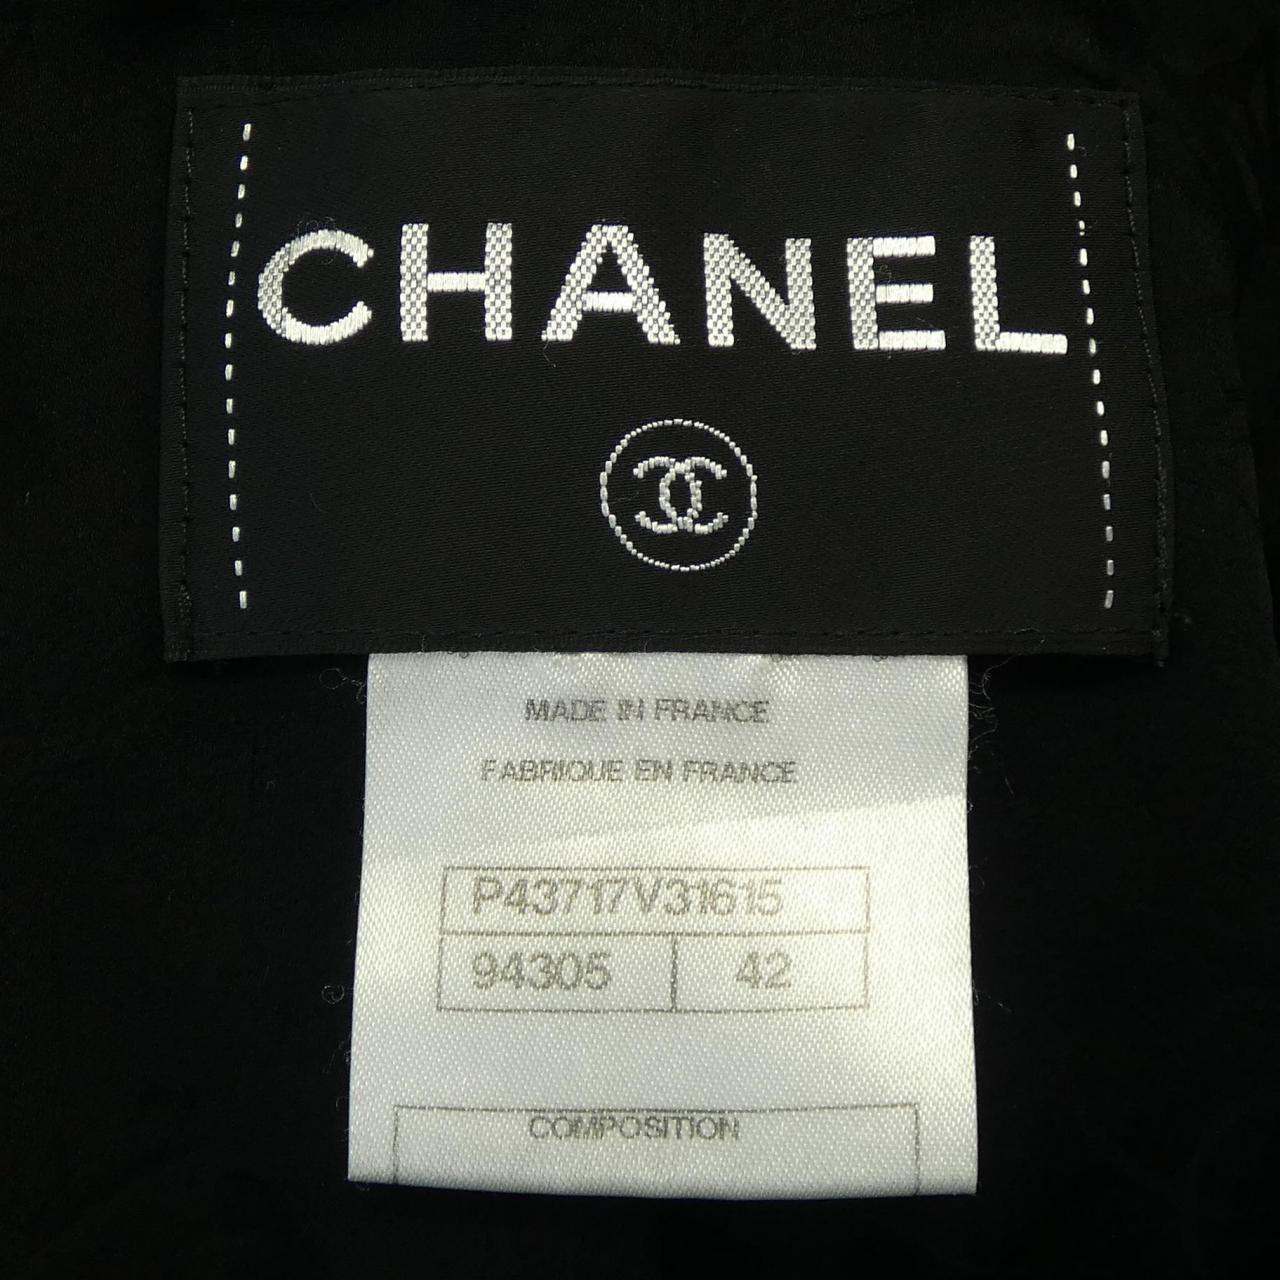 CHANEL
MADE IN FRANCE
FABRIQUE EN FRANCE
P43717V31615
94305 42
COMPOSITION